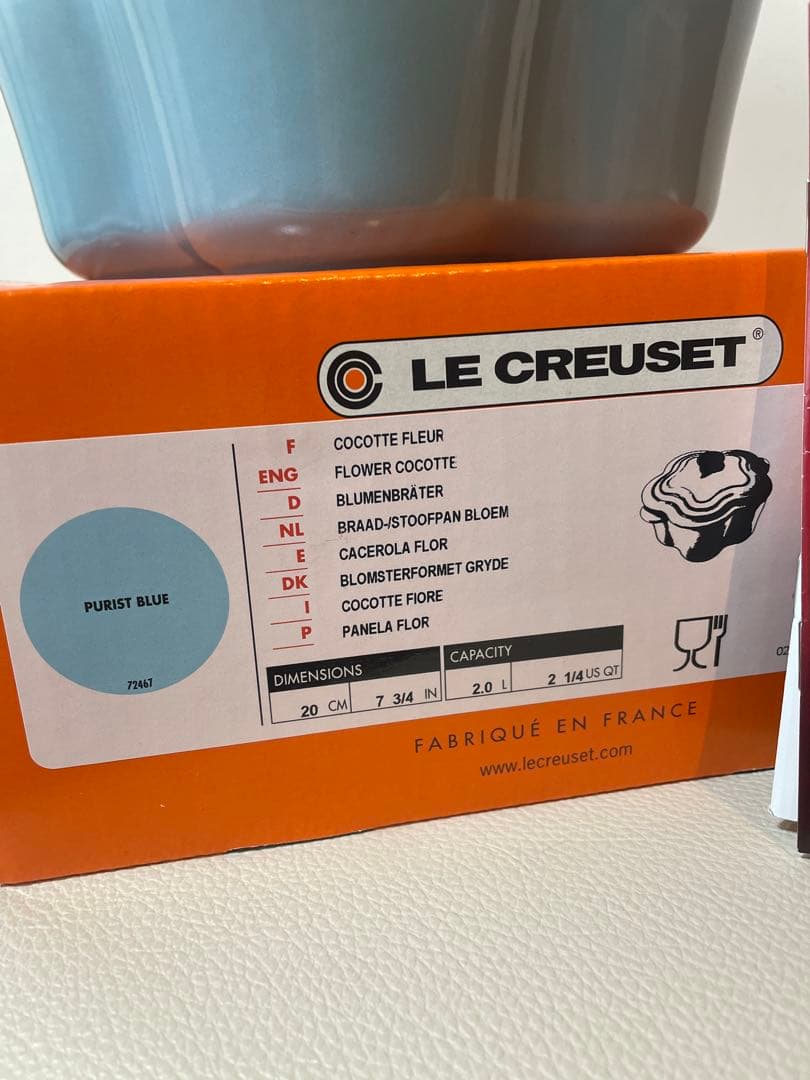 LE CREUSET ®
F COCOTTE FLEUR
ENG FLOWER COCOTTE
D BLUMENBRÄTER
NL BRAAD-/STOOFPAN BLOEM
E CACEROLA FLOR
DK BLOMSTERFORMET GRYDE
I COCOTTE FIORE
P PANELA FLOR
PURIST BLUE
72467
DIMENSIONS CAPACITY
20 CM 7 3/4 IN 2.0 L 2 1/4 US QT
02
FABRIQUÉ EN FRANCE
www.lecreuset.com